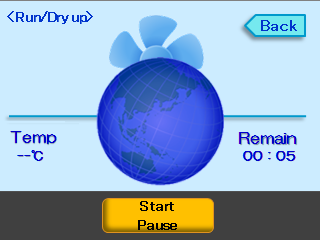 <Run/Dry up>
Back
Temp
--℃
Remain
00 : 05
Start
Pause